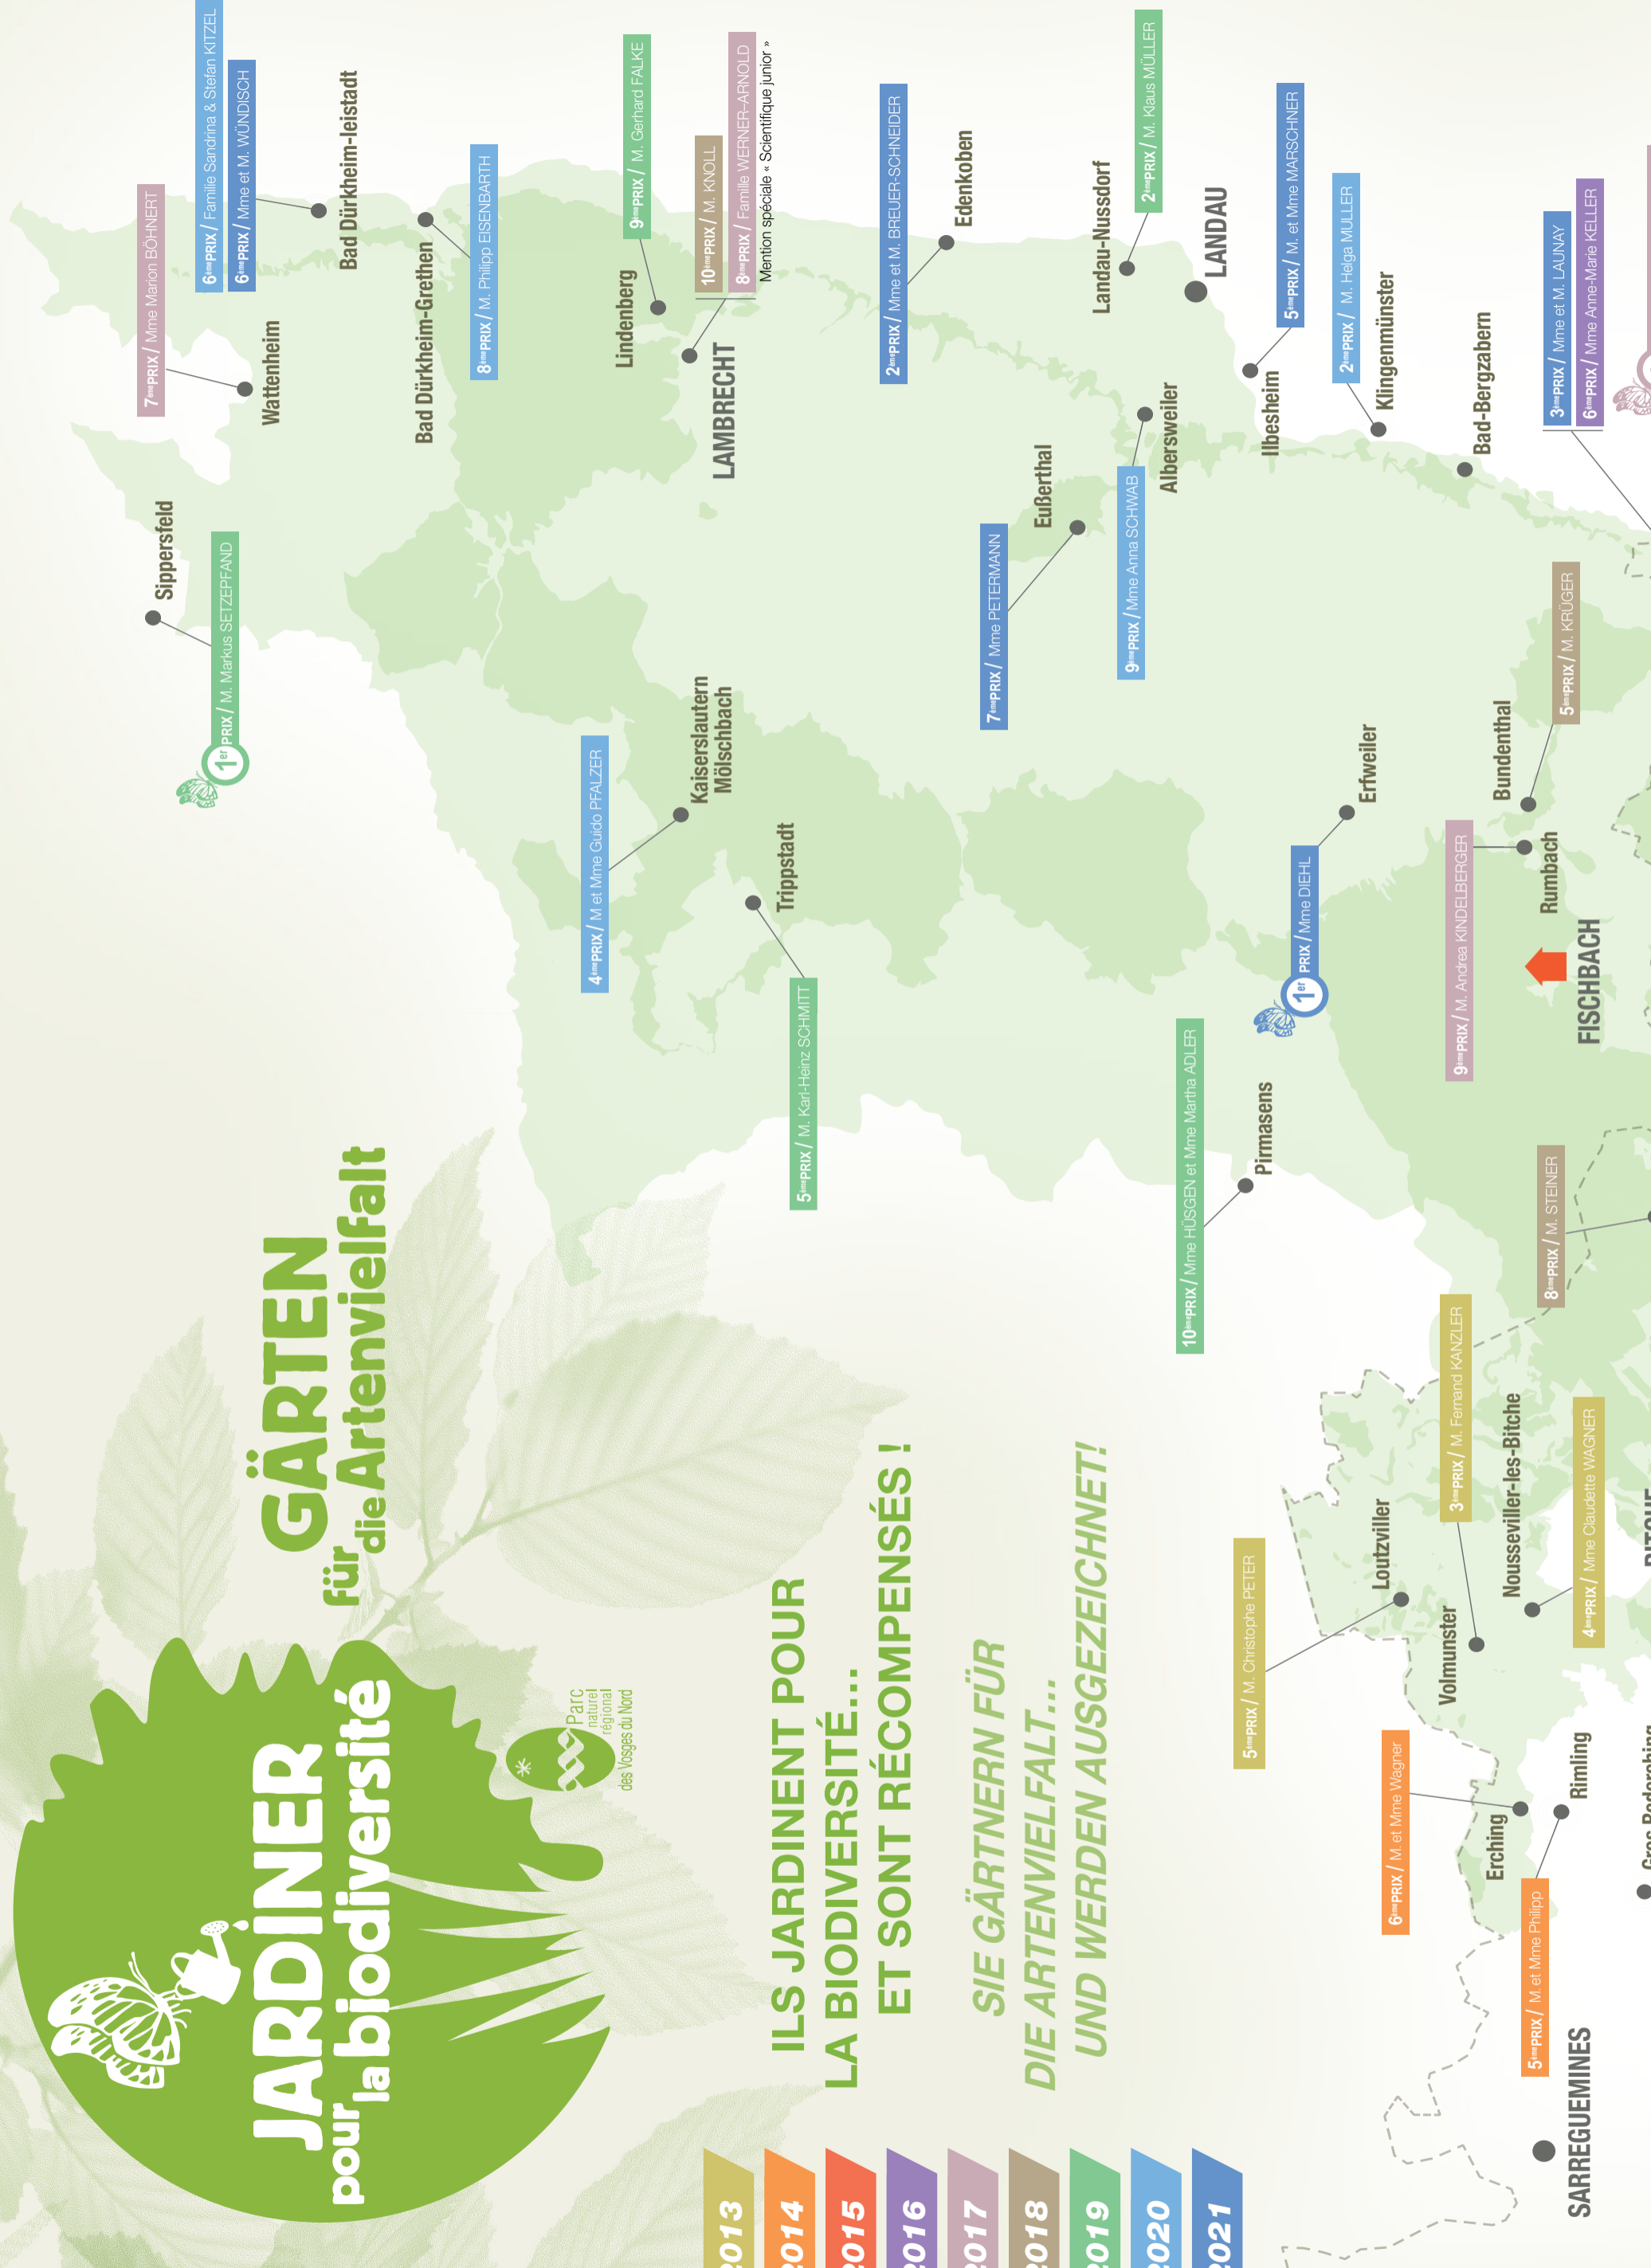 JARDINER
pour la biodiversité
GÄRTEN
für die Artenvielfalt
Parc
naturel
régional
des Vosges du Nord
ILS JARDINENT POUR
LA BIODIVERSITÉ...
ET SONT RÉCOMPENSÉS !
SIE GÄRTNERN FÜR
DIE ARTENVIELFALT...
UND WERDEN AUSGEZEICHNET!
2013
2014
2015
2016
2017
2018
2019
2020
2021
Sippersfeld
1er PRIX / M. Markus SETZEPFAND
7ème PRIX / Mme Marion BÖHNERT
Wattenheim
6ème PRIX / Familie Sandrina & Stefan KITZEL
6ème PRIX / Mme et M. WÜNDISCH
Bad Dürkheim-leistadt
Bad Dürkheim-Grethen
8ème PRIX / M. Philipp EISENBARTH
4ème PRIX / M et Mme Guido PFALZER
Kaiserslautern
Mölschbach
Lindenberg
9ème PRIX / M. Gerhard FALKE
10ème PRIX / M. KNOLL
8ème PRIX / Famille WERNER-ARNOLD
Mention spéciale « Scientifique junior »
LAMBRECHT
Trippstadt
5ème PRIX / M. Karl-Heinz SCHMITT
2ème PRIX / Mme et M. BREUER-SCHNEIDER
Edenkoben
7ème PRIX / Mme PETERMANN
Eußerthal
Landau-Nussdorf
2ème PRIX / M. Klaus MÜLLER
9ème PRIX / Mme Anna SCHWAB
Albersweiler
LANDAU
10ème PRIX / Mme HÜSGEN et Mme Martha ADLER
Pirmasens
Ilbesheim
5ème PRIX / M. et Mme MARSCHNER
1er PRIX / Mme DIEHL
Erfweiler
2ème PRIX / M. Helga MULLER
Klingenmünster
5ème PRIX / M. Christophe PETER
Loutzviller
9ème PRIX / M. Andrea KINDELBERGER
Bad-Bergzabern
6ème PRIX / M. et Mme Wagner
Volmunster
3ème PRIX / M. Fernand KANZLER
Erching
Nousseviller-les-Bitche
Bundenthal
Rumbach
8ème PRIX / M. STEINER
5ème PRIX / M. KRÜGER
3ème PRIX / Mme et M. LAUNAY
6ème PRIX / Mme Anne-Marie KELLER
5ème PRIX / M. et Mme Philipp
Rimling
4ème PRIX / Mme Claudette WAGNER
FISCHBACH
SARREGUEMINES